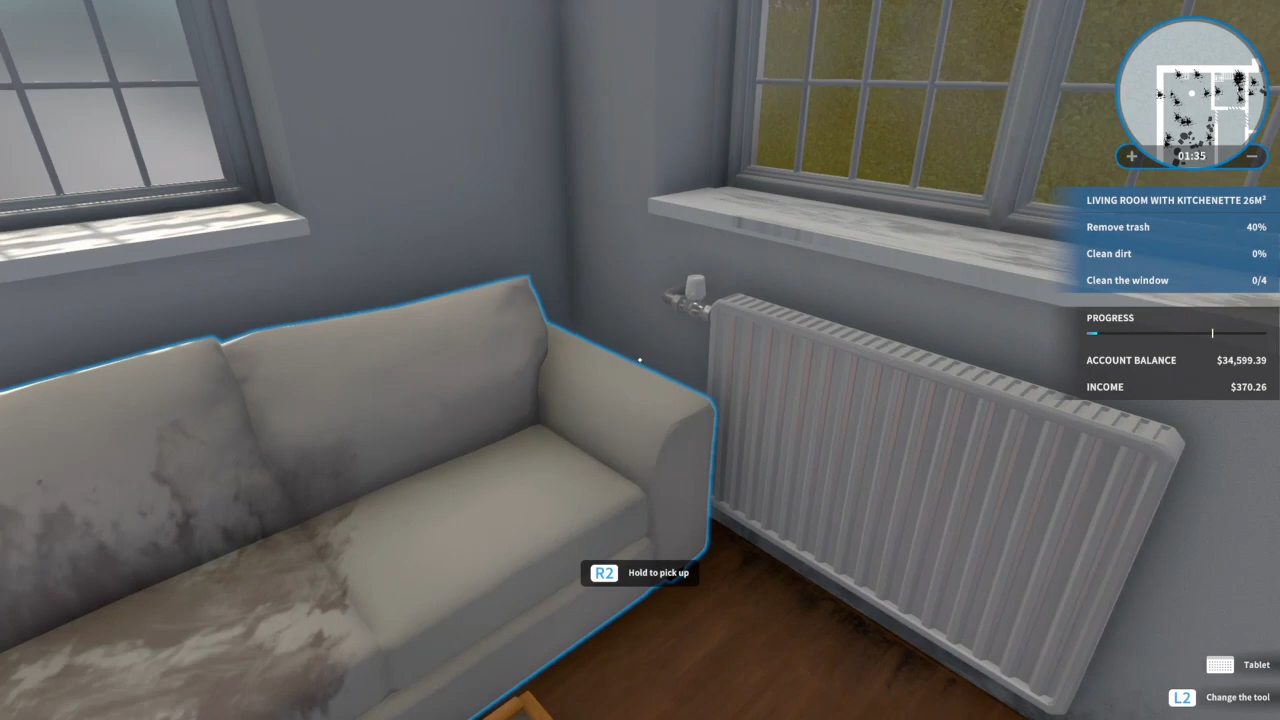 01:35
LIVING ROOM WITH KITCHENETTE 26M²
Remove trash 40%
Clean dirt 0%
Clean the window 0/4
PROGRESS
ACCOUNT BALANCE $34,599.39
INCOME $370.26
R2 Hold to pick up
Tablet
L2 Change the tool